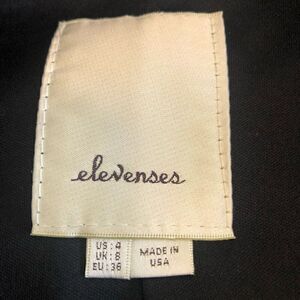 elevenses
US: 4
UK: 8
EU: 36
MADE IN
USA